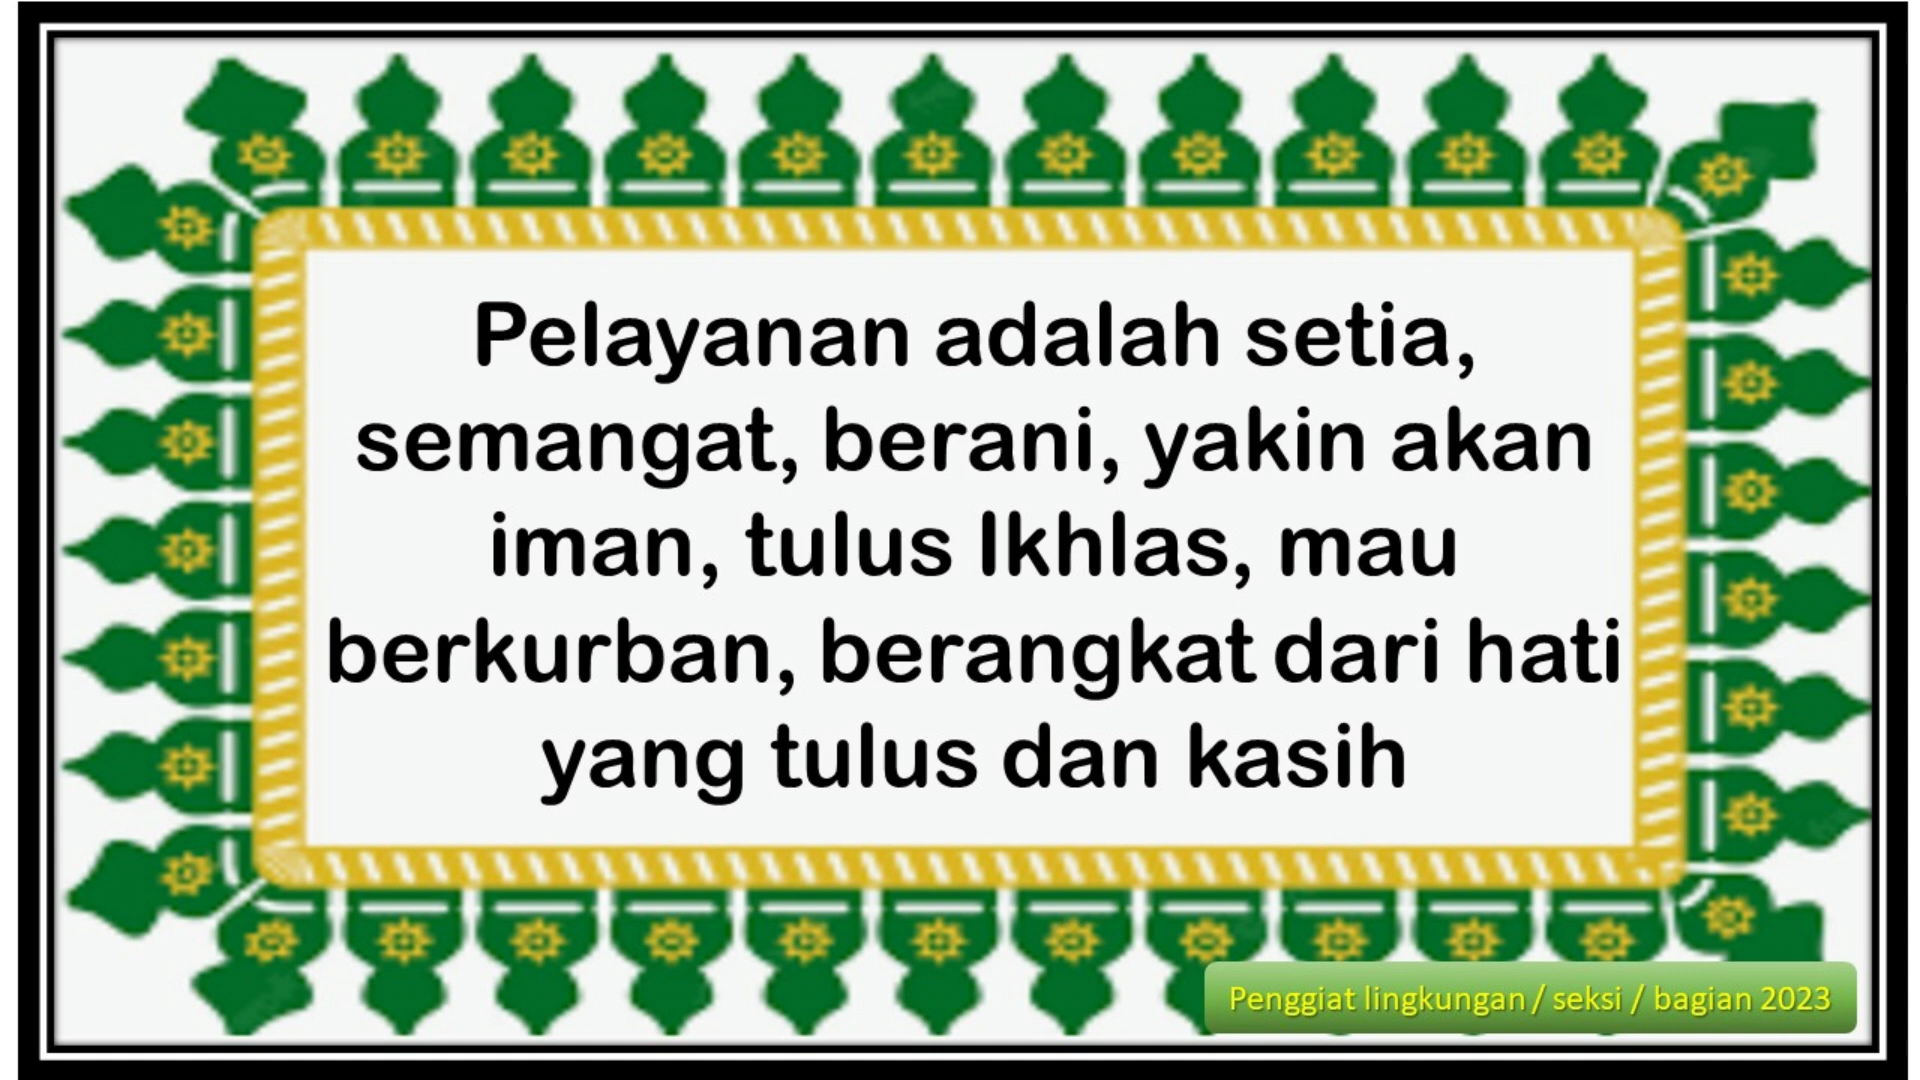 Pelayanan adalah setia,
semangat, berani, yakin akan
iman, tulus Ikhlas, mau
berkurban, berangkat dari hati
yang tulus dan kasih
Penggiat lingkungan / seksi / bagian 2023